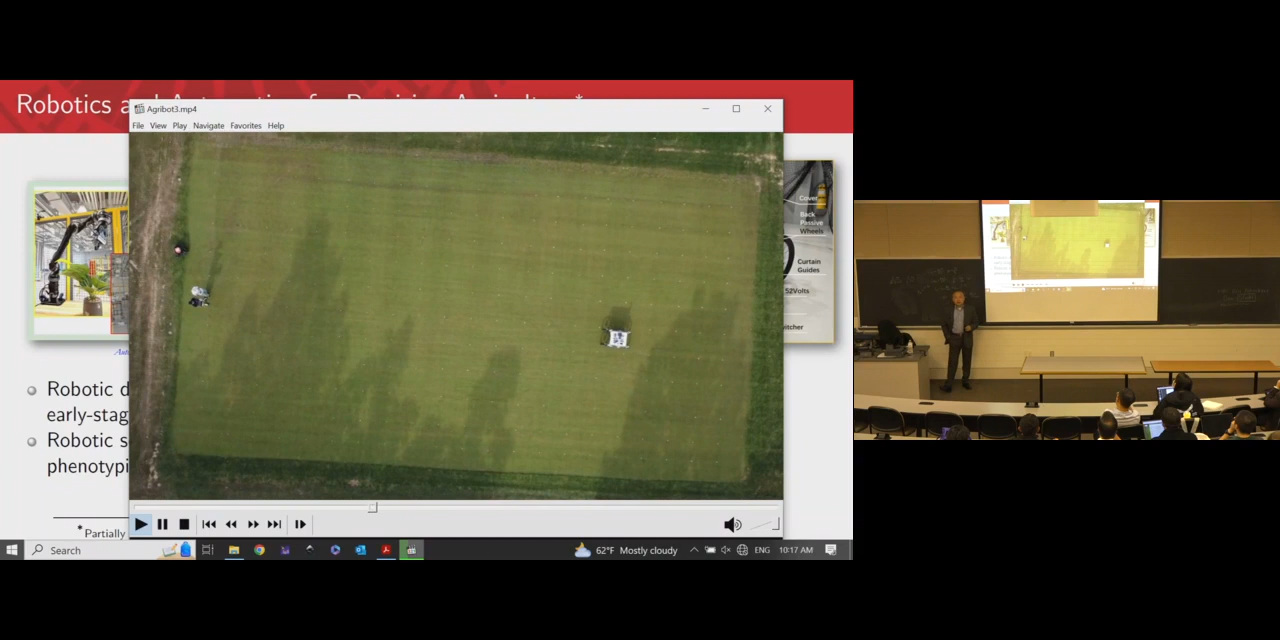 Robotics a
Agribot3.mp4
File View Play Navigate Favorites Help
Cover
Back
Passive
Wheels
Curtain
Guides
52Volts
Robotic d
early-stag
Robotic s
phenotypi
*Partially
Search
62°F Mostly cloudy
ENG
10:17 AM